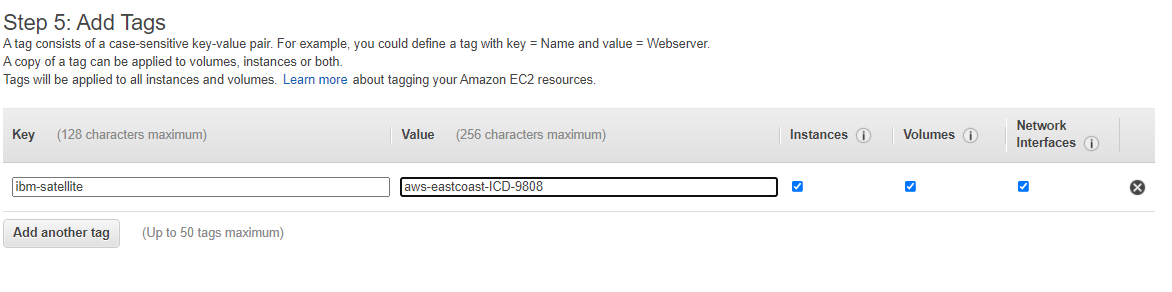 Step 5: Add Tags
A tag consists of a case-sensitive key-value pair. For example, you could define a tag with key = Name and value = Webserver.
A copy of a tag can be applied to volumes, instances or both.
Tags will be applied to all instances and volumes. Learn more about tagging your Amazon EC2 resources.
Key (128 characters maximum) Value (256 characters maximum) Instances i Volumes i Network
Interfaces i
ibm-satellite aws-eastcoast-ICD-9808
Add another tag (Up to 50 tags maximum)